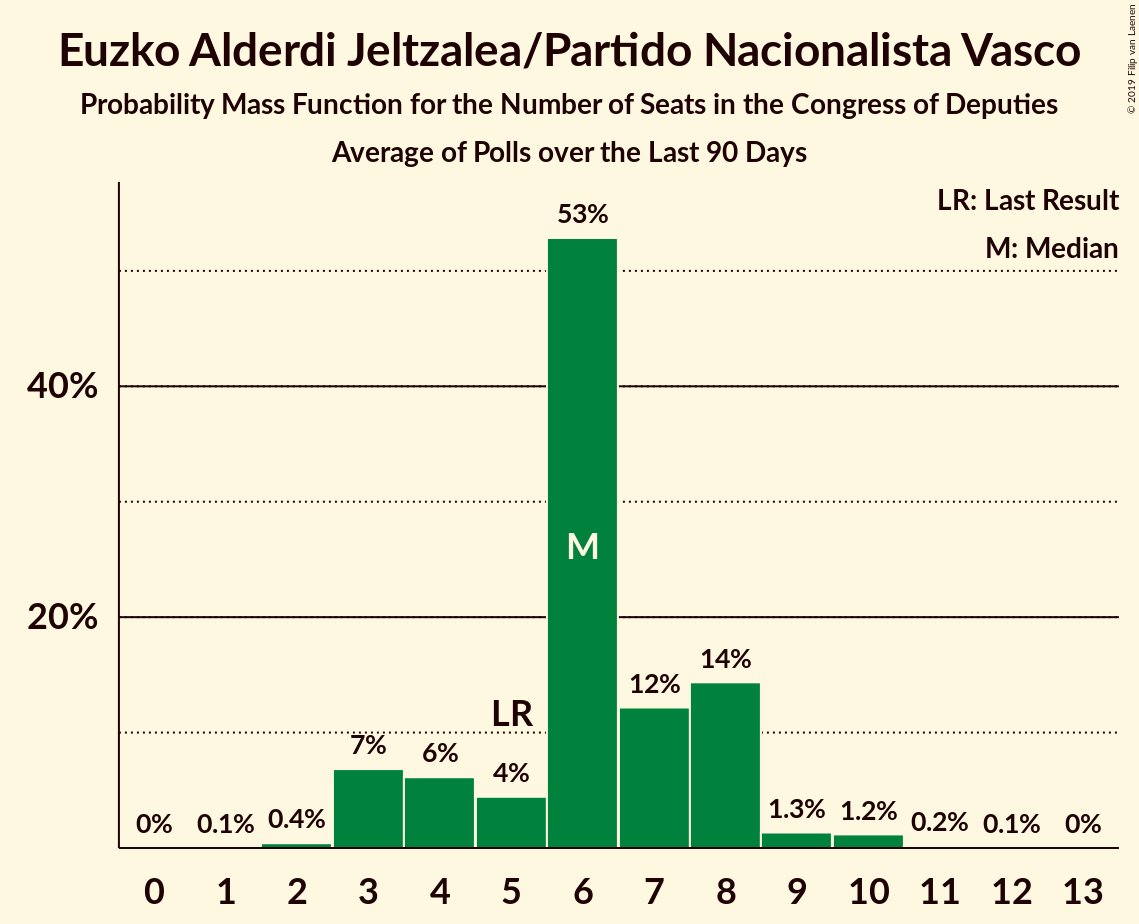 Euzko Alderdi Jeltzalea/Partido Nacionalista Vasco
Probability Mass Function for the Number of Seats in the Congress of Deputies
Average of Polls over the Last 90 Days
© 2019 Filip van Laenen
LR: Last Result
M: Median
53%
40%
M
20%
14%
12%
LR
7%
6%
4%
0% 0.1% 0.4% 1.3% 1.2% 0.2% 0.1% 0%
0 1 2 3 4 5 6 7 8 9 10 11 12 13